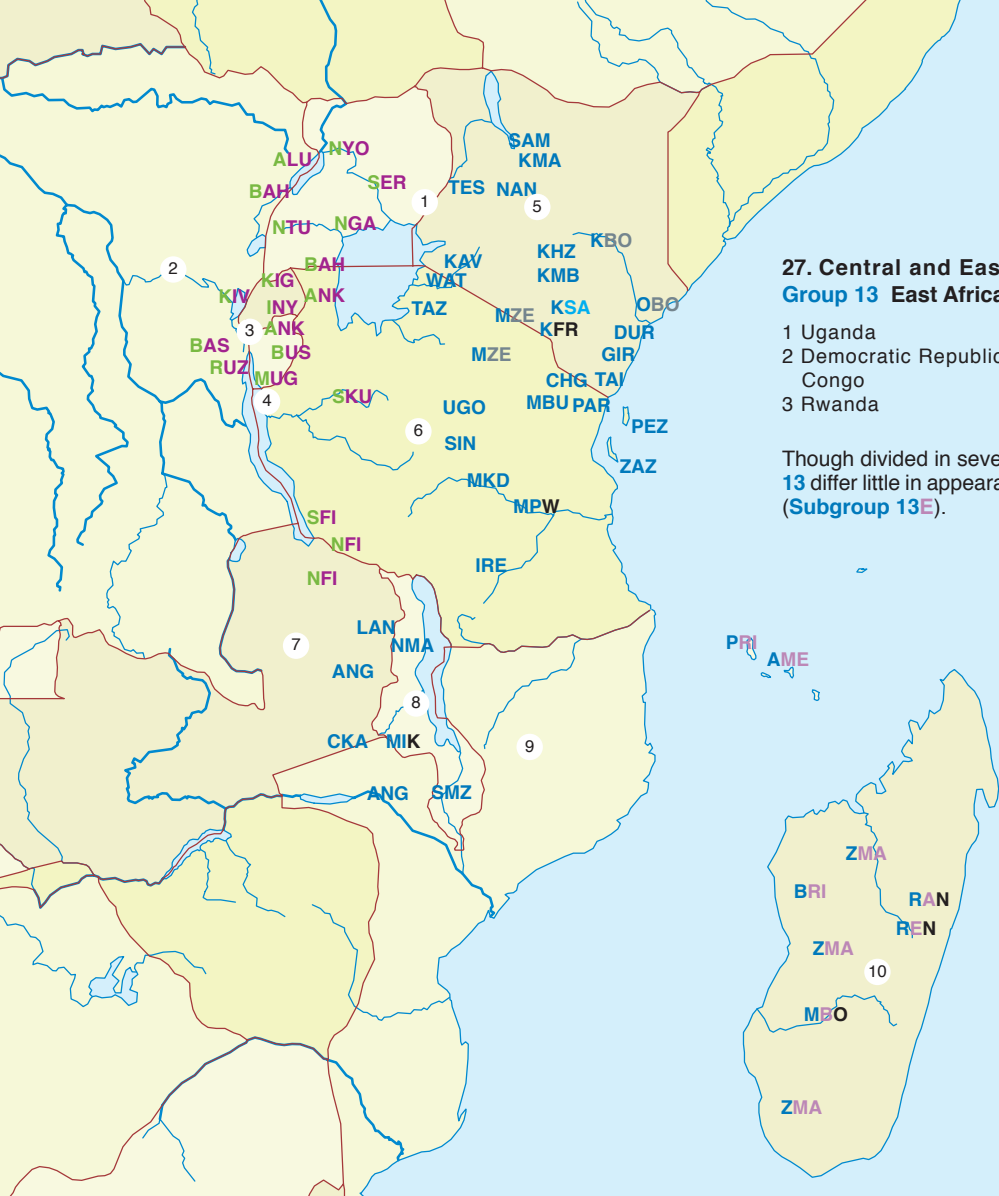 SAM
NYO
KMA
ALU
SER
TES
NAN
BAH
1
5
NTU
NGA
KBO
KHZ
27. Central and Eas
2
BAH
KAV
KMB
KIG
WAT
Group 13 East Africa
KIV
ANK
INY
TAZ
MZE
KSA
OBO
3
ANK
KFR
DUR
1 Uganda
BAS
BUS
MZE
GIR
2 Democratic Republic
RUZ
MUG
CHG
TAI
Congo
4
SKU
UGO
MBU
PAR
3 Rwanda
6
SIN
PEZ
Though divided in seve
ZAZ
13 differ little in appeara
MKD
MPW
(Subgroup 13E).
SFI
NFI
IRE
NFI
LAN
7
NMA
PRI
ANG
AME
8
CKA
MIK
9
ANG
SMZ
ZMA
BRI
RAN
REN
ZMA
10
MBO
ZMA